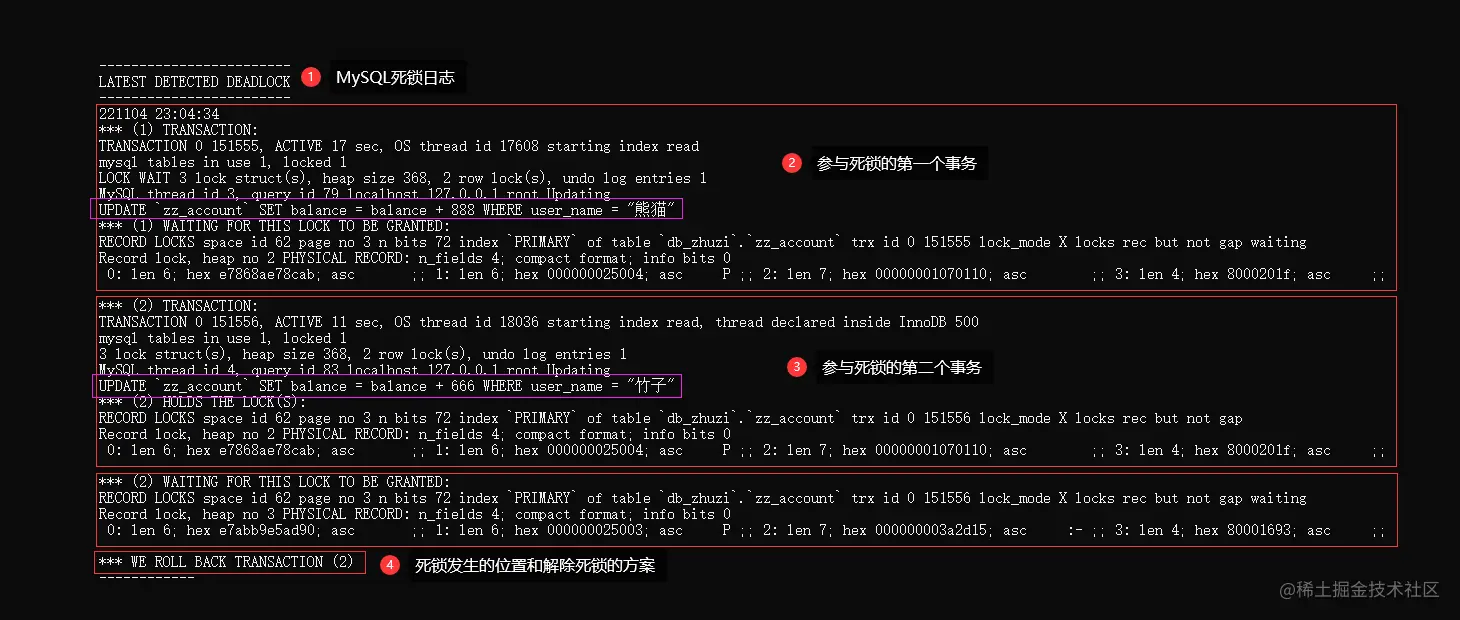 ------------------------
LATEST DETECTED DEADLOCK
1 MySQL死锁日志
------------------------
221104 23:04:34
*** (1) TRANSACTION:
TRANSACTION 0 151555, ACTIVE 17 sec, OS thread id 17608 starting index read
mysql tables in use 1, locked 1
2 参与死锁的第一个事务
LOCK WAIT 3 lock struct(s), heap size 368, 2 row lock(s), undo log entries 1
MySQL thread id 3, query id 79 localhost 127.0.0.1 root Updating
UPDATE `zz_account` SET balance = balance + 888 WHERE user_name = "熊猫"
*** (1) WAITING FOR THIS LOCK TO BE GRANTED:
RECORD LOCKS space id 62 page no 3 n bits 72 index `PRIMARY` of table `db_zhuzi`.`zz_account` trx id 0 151555 lock_mode X locks rec but not gap waiting
Record lock, heap no 2 PHYSICAL RECORD: n_fields 4; compact format; info bits 0
0: len 6; hex e7868ae78cab; asc ;; 1: len 6; hex 000000025004; asc P ;; 2: len 7; hex 00000001070110; asc ;; 3: len 4; hex 8000201f; asc ;;
*** (2) TRANSACTION:
TRANSACTION 0 151556, ACTIVE 11 sec, OS thread id 18036 starting index read, thread declared inside InnoDB 500
mysql tables in use 1, locked 1
3 lock struct(s), heap size 368, 2 row lock(s), undo log entries 1
3 参与死锁的第二个事务
MySQL thread id 4, query id 83 localhost 127.0.0.1 root Updating
UPDATE `zz_account` SET balance = balance + 666 WHERE user_name = "竹子"
*** (2) HOLDS THE LOCK(S):
RECORD LOCKS space id 62 page no 3 n bits 72 index `PRIMARY` of table `db_zhuzi`.`zz_account` trx id 0 151556 lock_mode X locks rec but not gap
Record lock, heap no 2 PHYSICAL RECORD: n_fields 4; compact format; info bits 0
0: len 6; hex e7868ae78cab; asc ;; 1: len 6; hex 000000025004; asc P ;; 2: len 7; hex 00000001070110; asc ;; 3: len 4; hex 8000201f; asc ;;
*** (2) WAITING FOR THIS LOCK TO BE GRANTED:
RECORD LOCKS space id 62 page no 3 n bits 72 index `PRIMARY` of table `db_zhuzi`.`zz_account` trx id 0 151556 lock_mode X locks rec but not gap waiting
Record lock, heap no 3 PHYSICAL RECORD: n_fields 4; compact format; info bits 0
0: len 6; hex e7abb9e5ad90; asc ;; 1: len 6; hex 000000025003; asc P ;; 2: len 7; hex 000000003a2d15; asc :- ;; 3: len 4; hex 80001693; asc ;;
*** WE ROLL BACK TRANSACTION (2)
4 死锁发生的位置和解除死锁的方案
------------
@稀土掘金技术社区